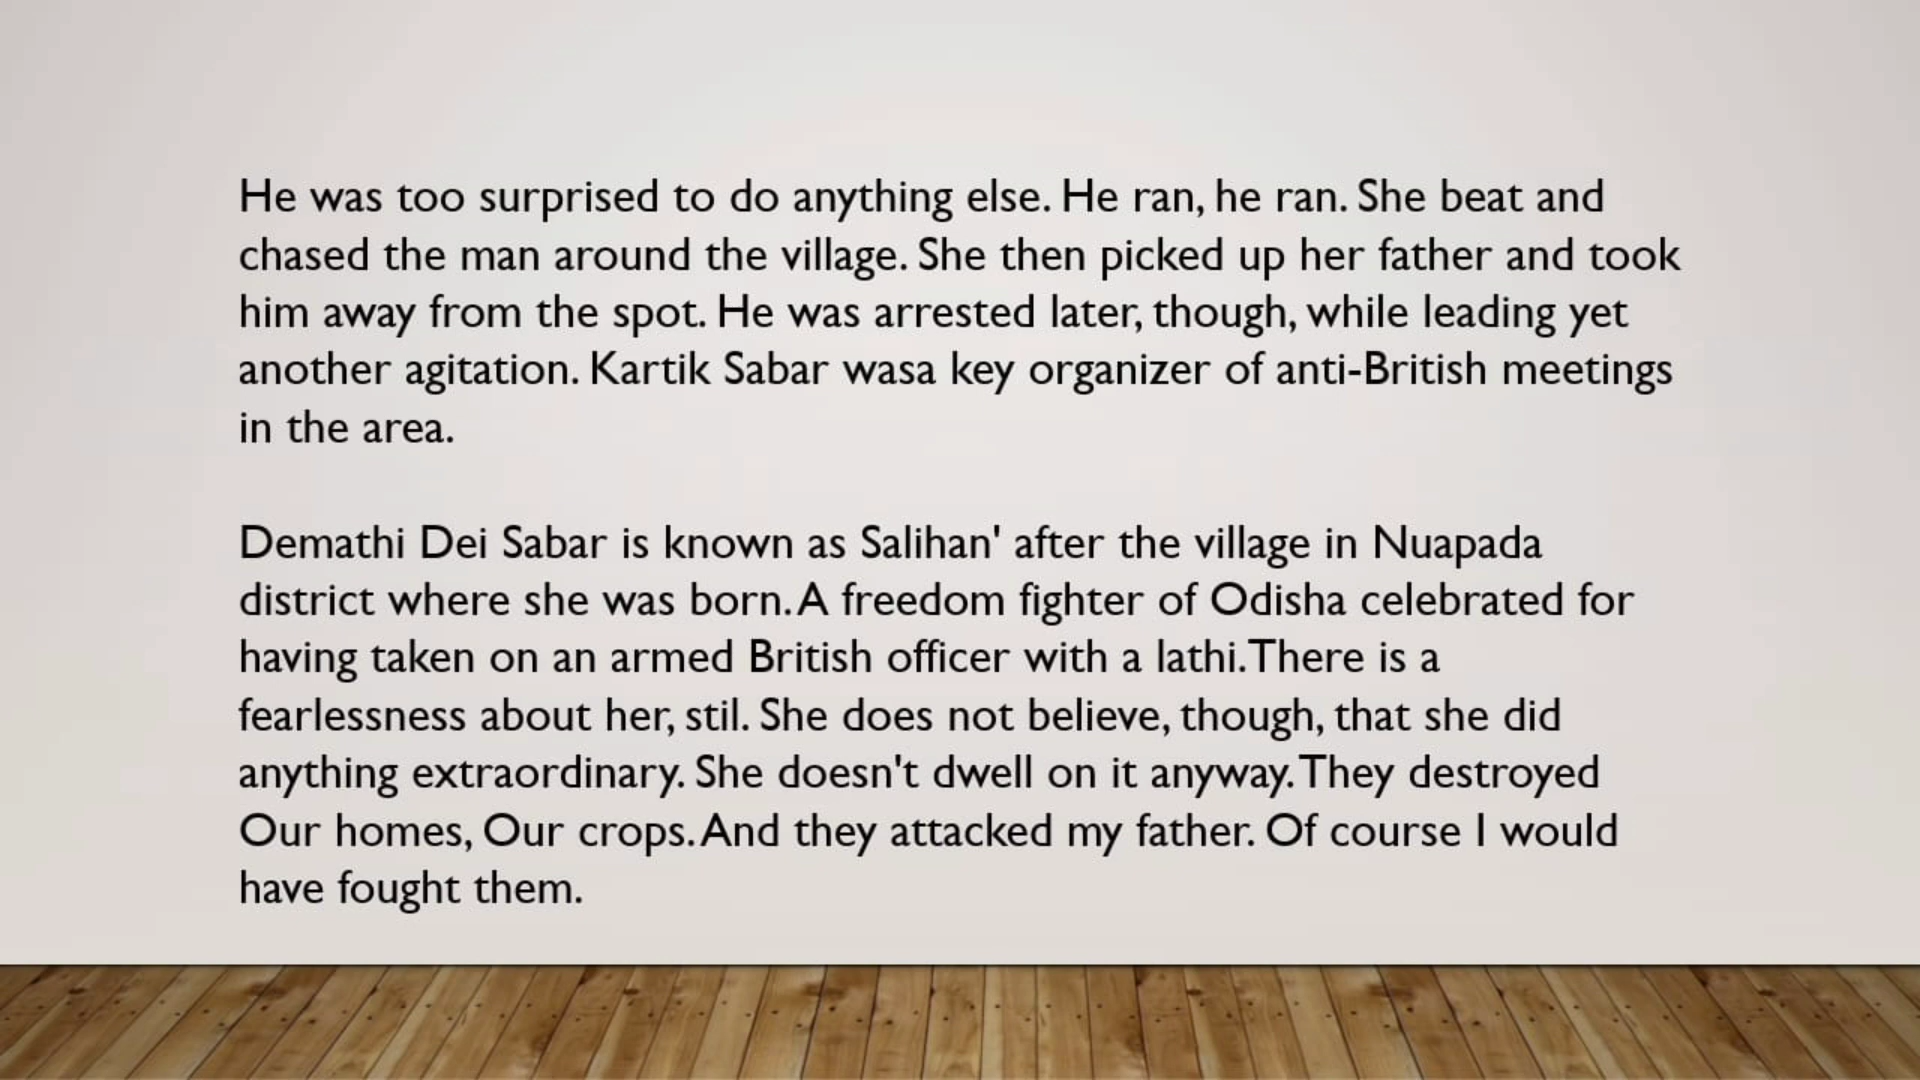 He was too surprised to do anything else. He ran, he ran. She beat and
chased the man around the village. She then picked up her father and took
him away from the spot. He was arrested later, though, while leading yet
another agitation. Kartik Sabar wasa key organizer of anti-British meetings
in the area.
Demathi Dei Sabar is known as Salihan' after the village in Nuapada
district where she was born. A freedom fighter of Odisha celebrated for
having taken on an armed British officer with a lathi. There is a
fearlessness about her, stil. She does not believe, though, that she did
anything extraordinary. She doesn't dwell on it anyway. They destroyed
Our homes, Our crops. And they attacked my father. Of course I would
have fought them.